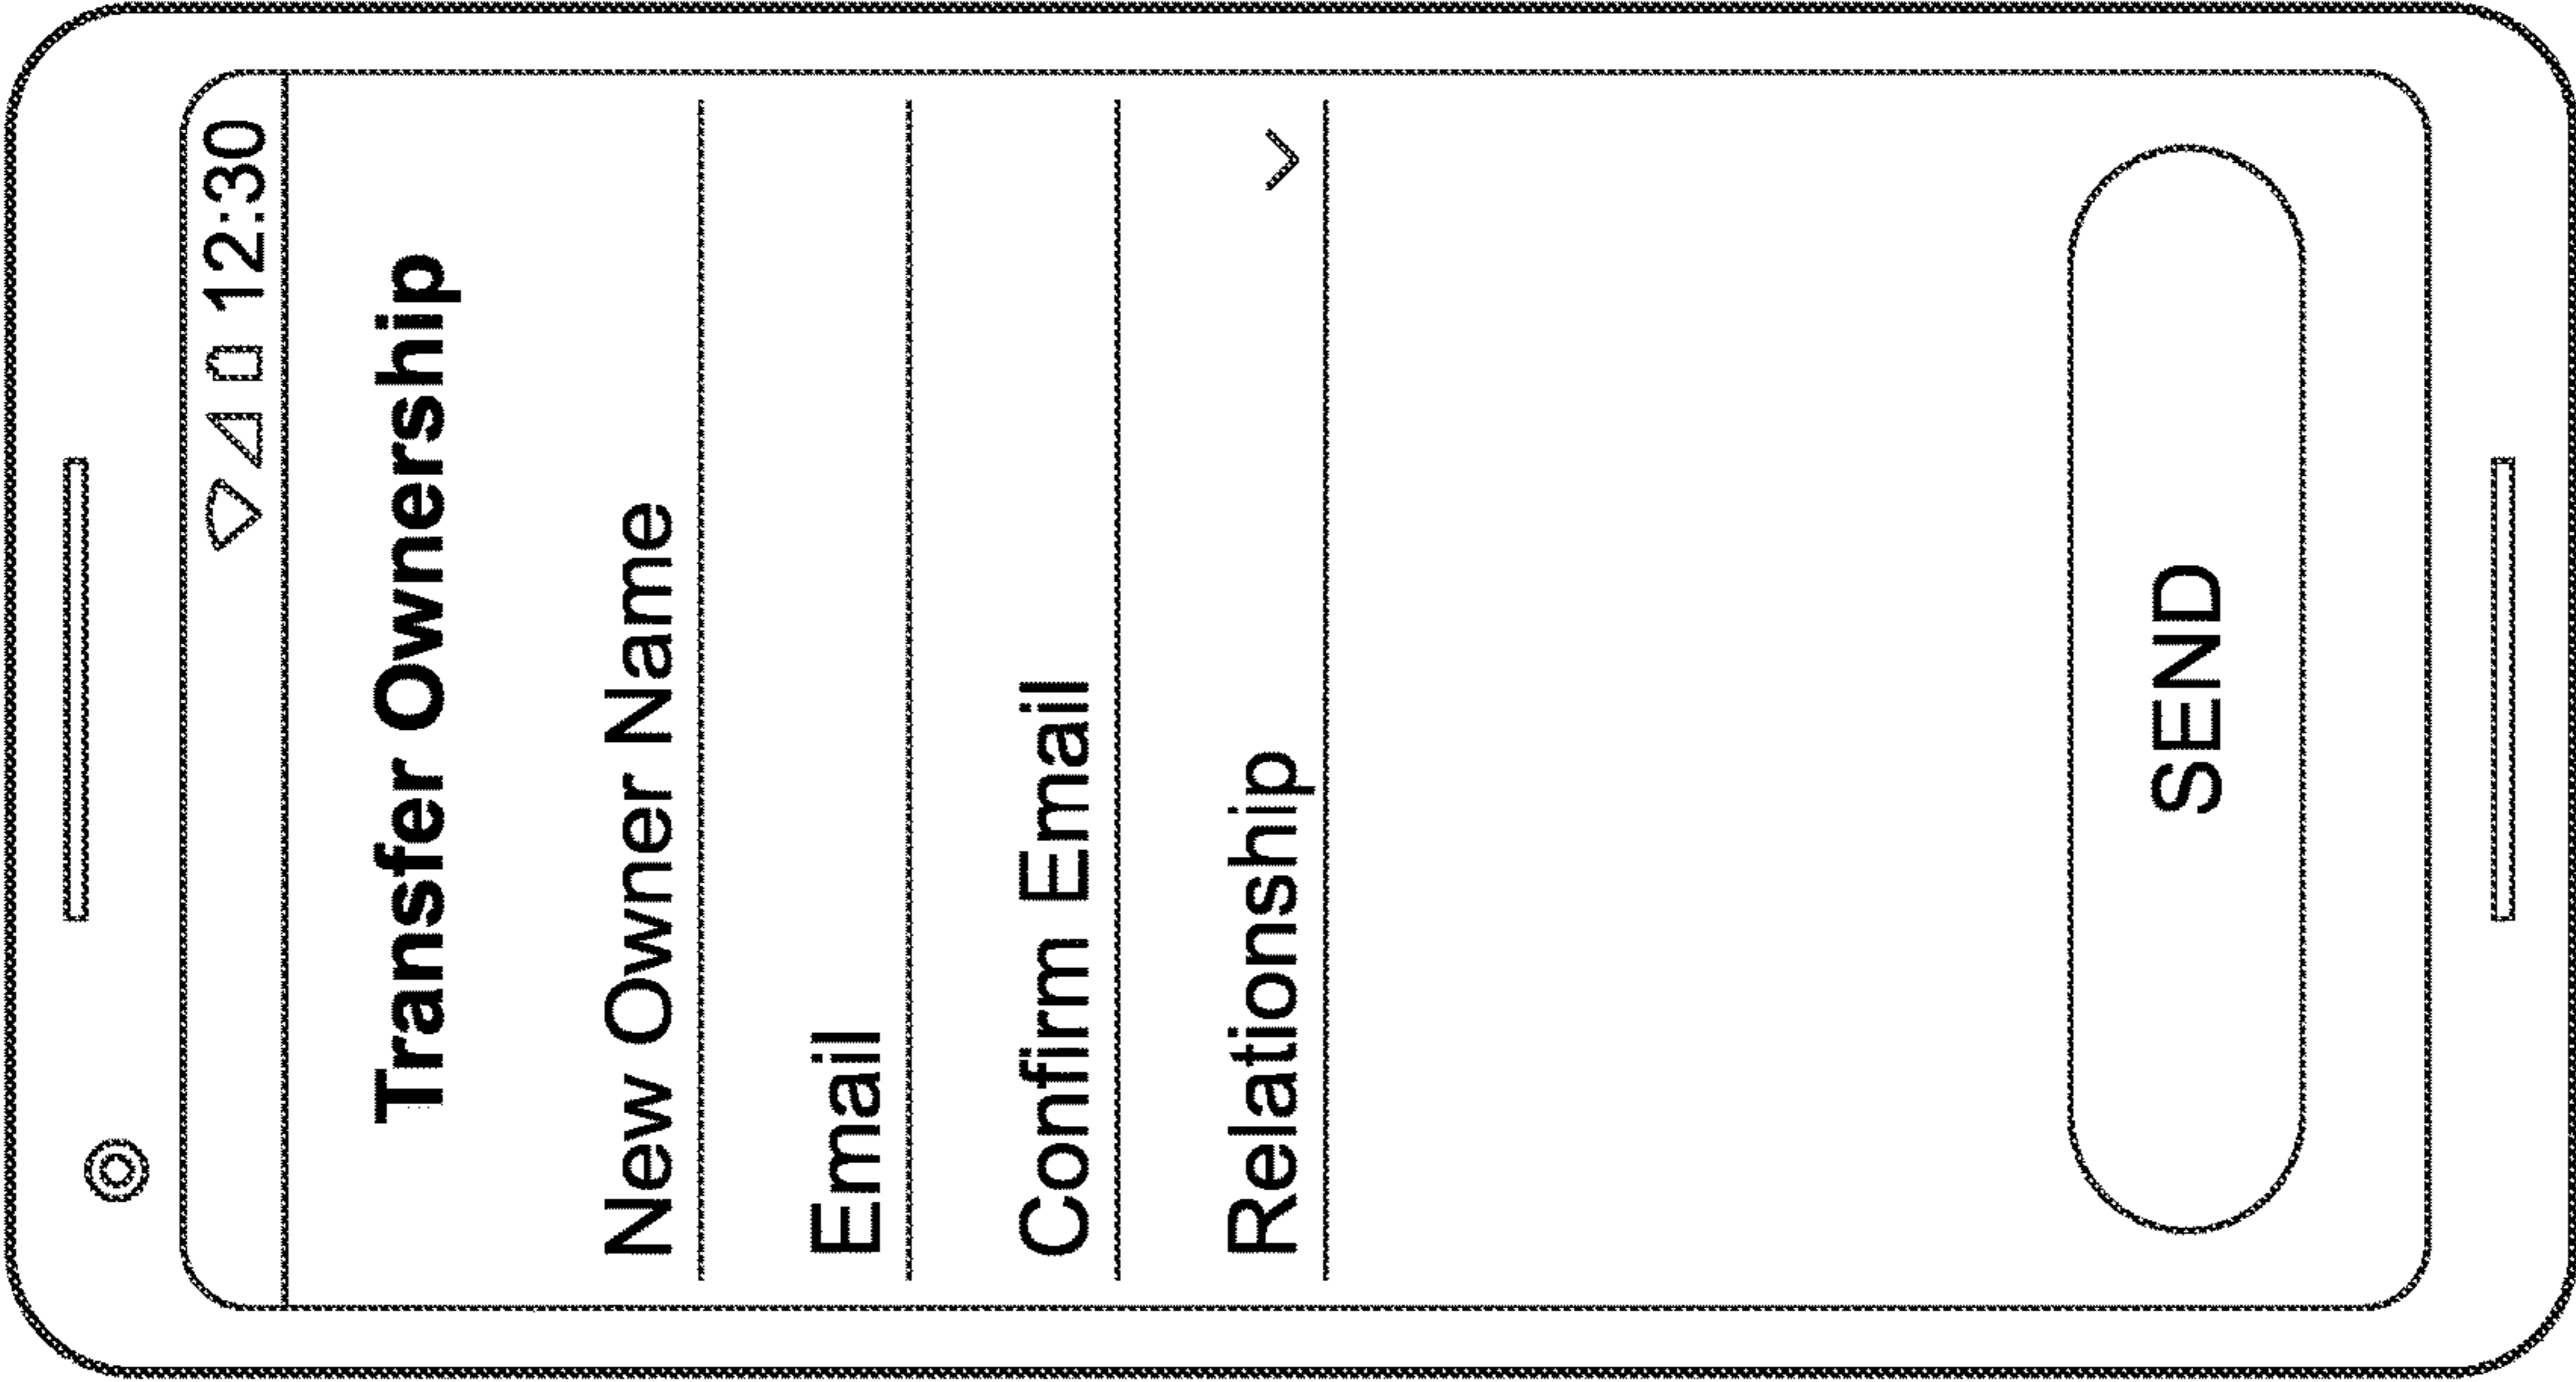 12:30
Transfer Ownership
New Owner Name
Email
Confirm Email
Relationship
SEND